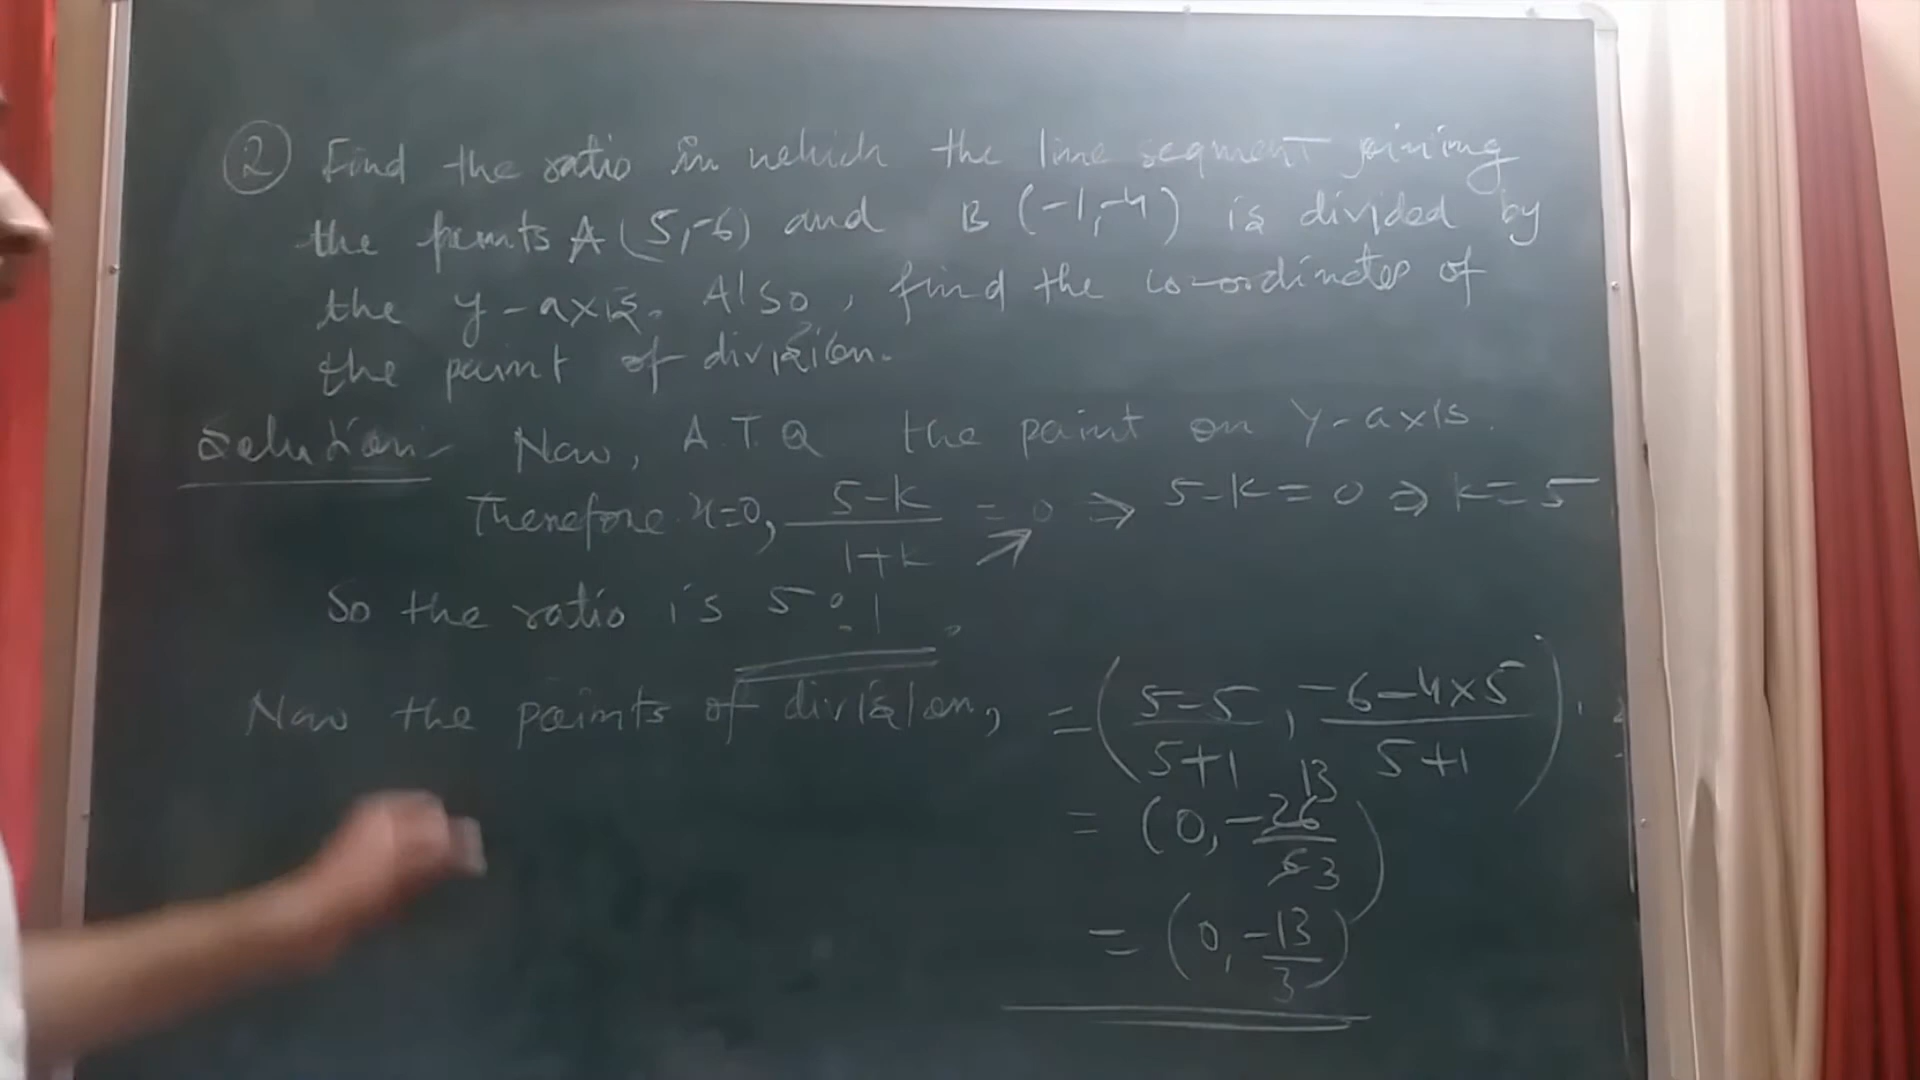 ② Find the ratio in which the line segment joining
the points A (5,-6) and B (-1,-4) is divided by
the y-axis. Also, find the co-ordinates of
the point of division.
Solution:- Now, A.T.Q the point on Y-axis.
Therefore x=0, (5-k)/(1+k) = 0 ⇒ 5-k=0 ⇒ k=5
So the ratio is 5:1.
Now the points of division, = ((5-5)/(5+1), (-6-4×5)/(5+1)).
= (0, -26/6) 13 3
= (0, -13/3)